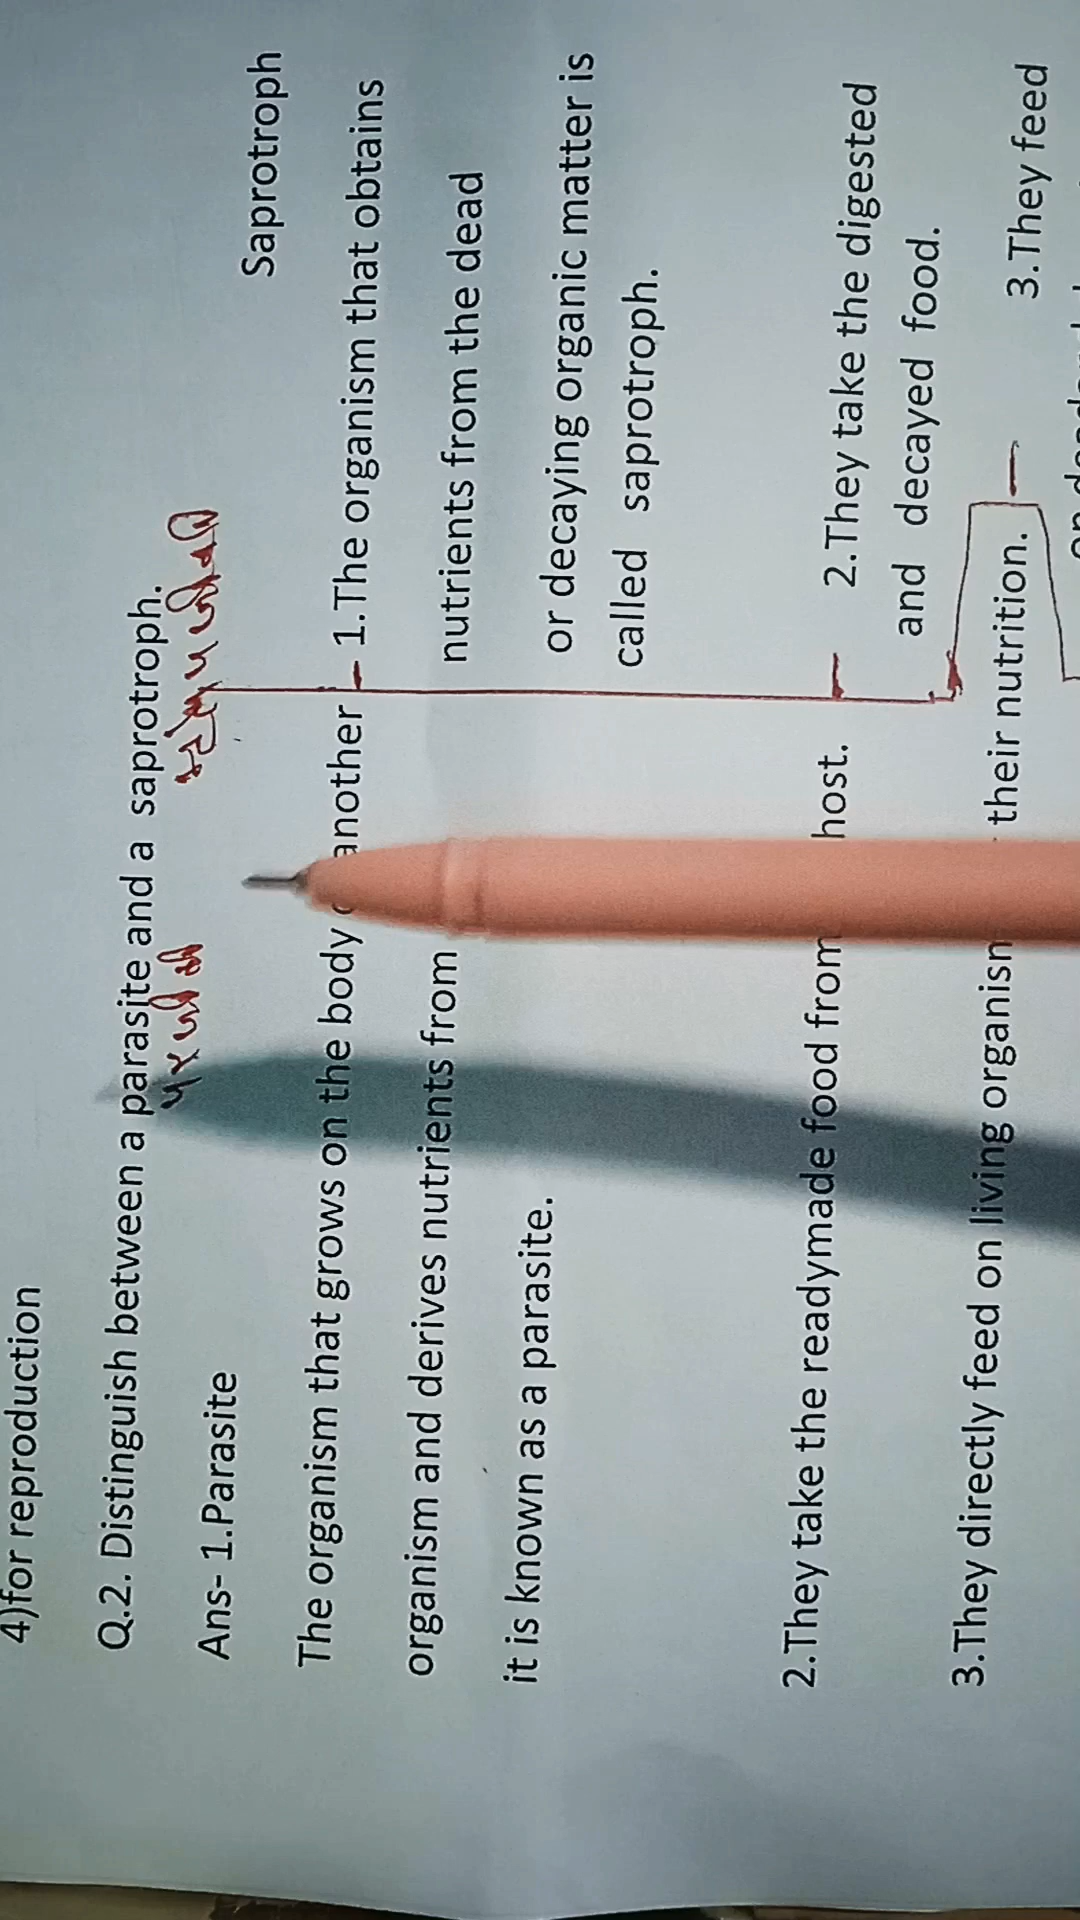 4)for reproduction
Q.2. Distinguish between a parasite and a saprotroph.
Ans- 1.Parasite
Saprotroph
The organism that grows on the body another
1.The organism that obtains
organism and derives nutrients from
nutrients from the dead
it is known as a parasite.
or decaying organic matter is
called saprotroph.
2.They take the readymade food from host.
2.They take the digested
and decayed food.
3.They directly feed on living their nutrition.
3.They feed